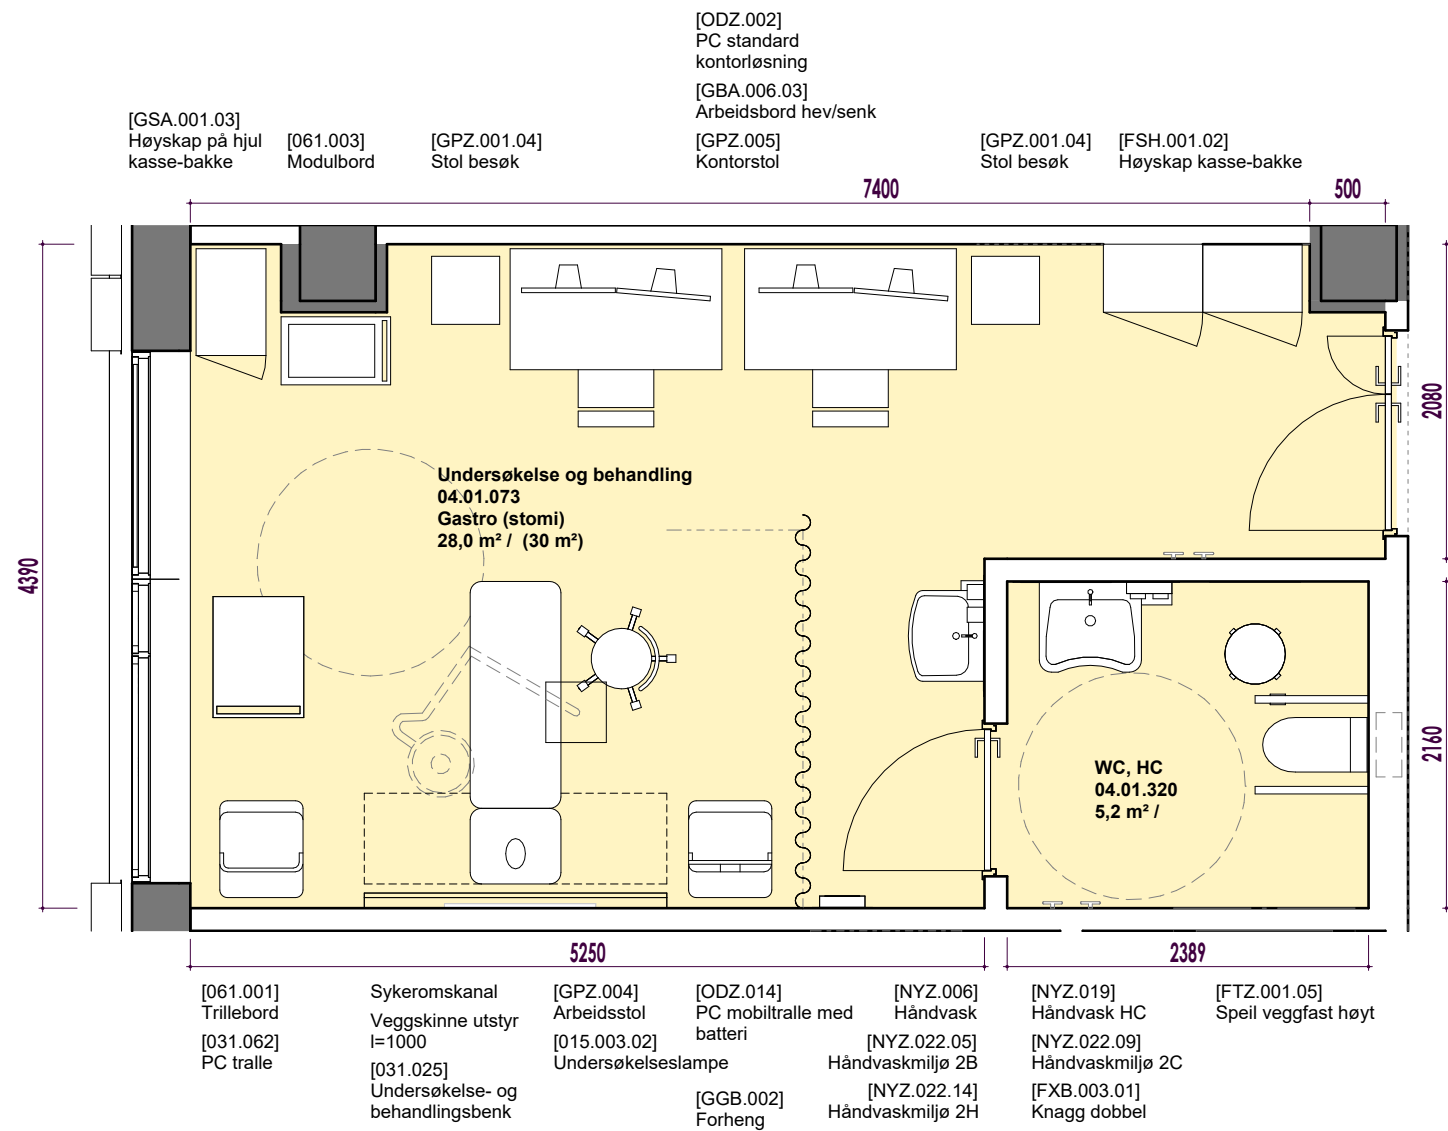 [ODZ.002]
PC standard
kontorløsning
[GBA.006.03]
Arbeidsbord hev/senk
[GPZ.005]
Kontorstol
[GSA.001.03]
Høyskap på hjul
kasse-bakke
[061.003]
Modulbord
[GPZ.001.04]
Stol besøk
[GPZ.001.04]
Stol besøk
[FSH.001.02]
Høyskap kasse-bakke
7400
500
4390
2080
2160
Undersøkelse og behandling
04.01.073
Gastro (stomi)
28,0 m² / (30 m²)
WC, HC
04.01.320
5,2 m² /
5250
2389
[061.001]
Trillebord
[031.062]
PC tralle
Sykeromskanal
Veggskinne utstyr
l=1000
[031.025]
Undersøkelse- og
behandlingsbenk
[GPZ.004]
Arbeidsstol
[015.003.02]
Undersøkelseslampe
[ODZ.014]
PC mobiltralle med
batteri
[GGB.002]
Forheng
[NYZ.006]
Håndvask
[NYZ.022.05]
Håndvaskmiljø 2B
[NYZ.022.14]
Håndvaskmiljø 2H
[NYZ.019]
Håndvask HC
[NYZ.022.09]
Håndvaskmiljø 2C
[FXB.003.01]
Knagg dobbel
[FTZ.001.05]
Speil veggfast høyt